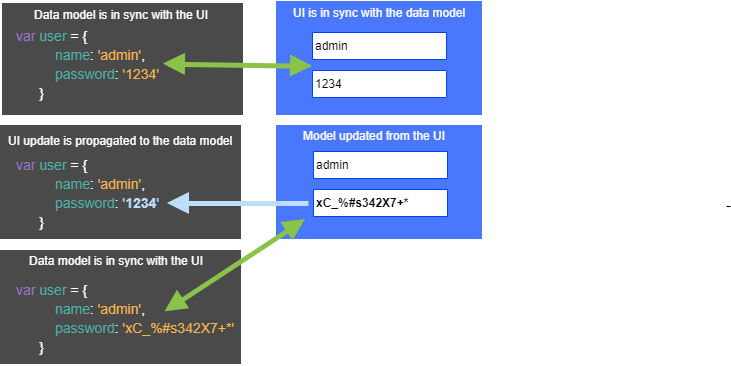 Data model is in sync with the UI
var user = {
name: 'admin',
password: '1234'
}
UI is in sync with the data model
admin
1234
UI update is propagated to the data model
var user = {
name: 'admin',
password: '1234'
}
Model updated from the UI
admin
xC_%#s342X7+*
-
Data model is in sync with the UI
var user = {
name: 'admin',
password: 'xC_%#s342X7+*'
}